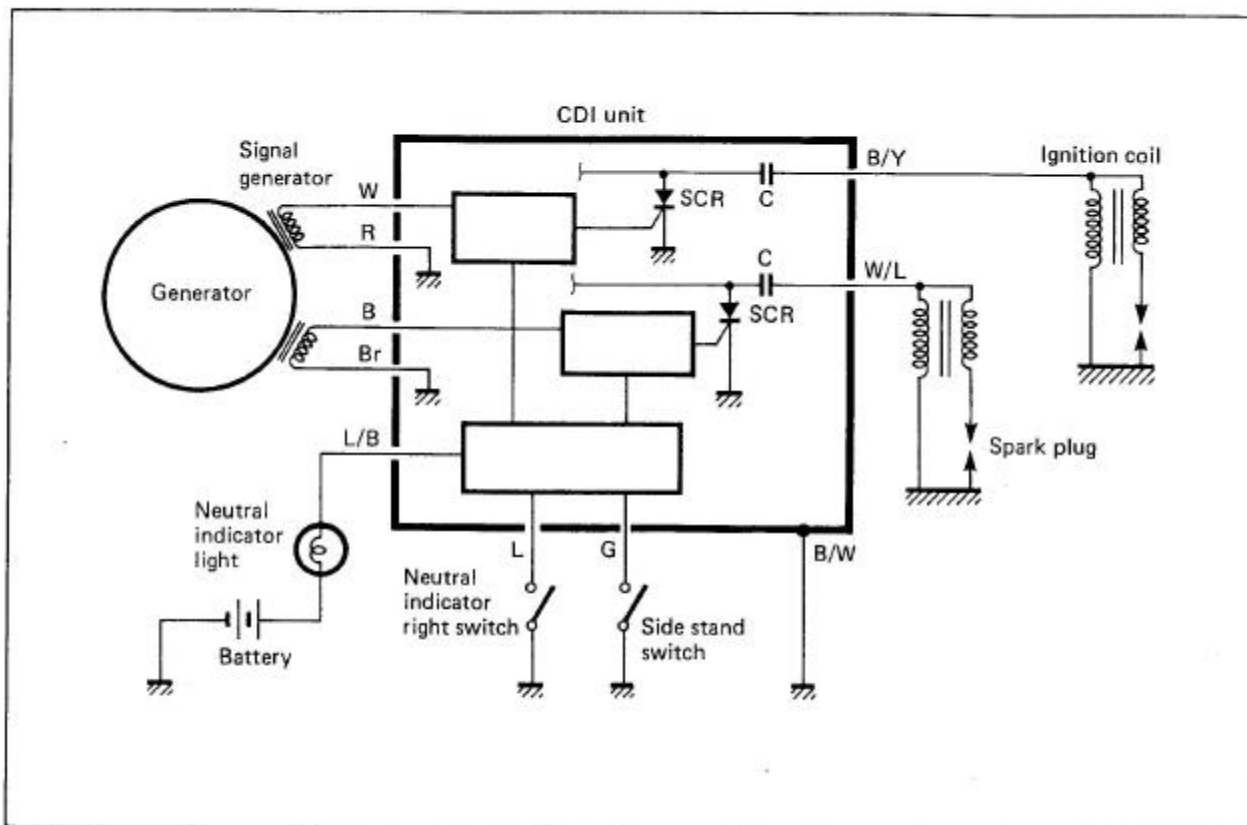 CDI unit
Signal
generator
W
R
B
Br
L/B
Generator
SCR
C
B/Y
Ignition coil
SCR
C
W/L
Spark plug
Neutral
indicator
light
Battery
L
G
B/W
Neutral
indicator
right switch
Side stand
switch